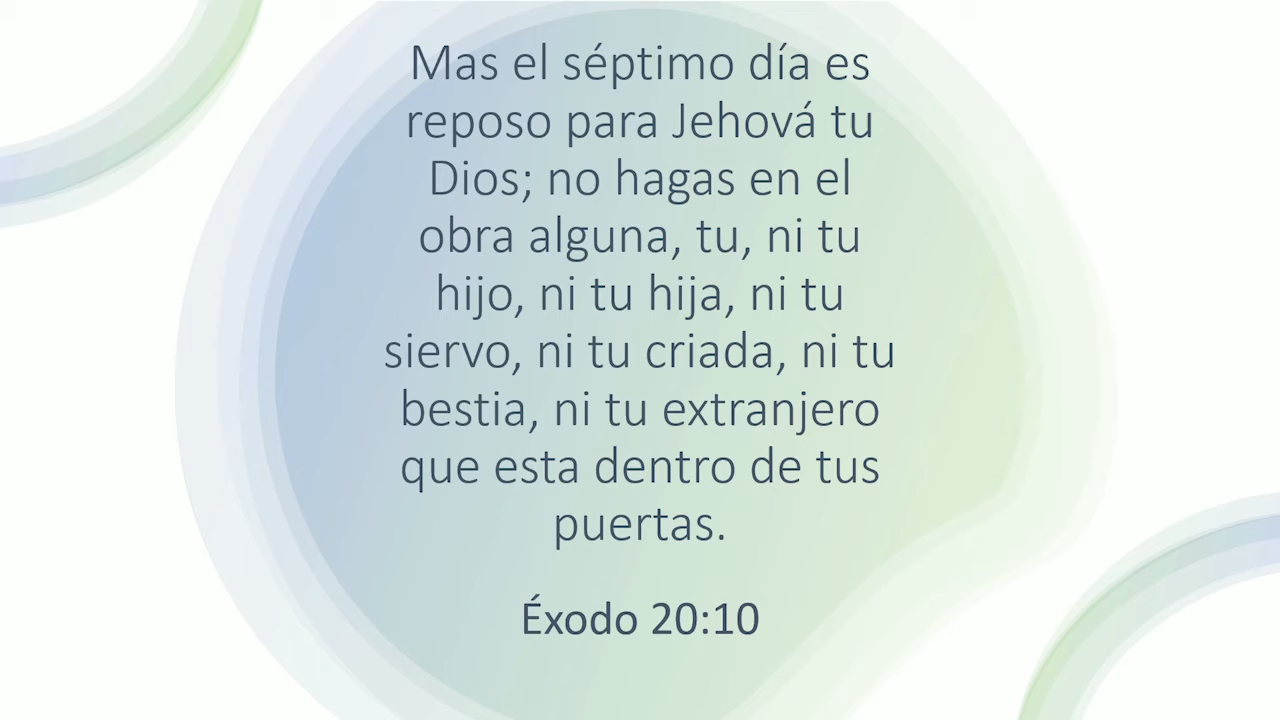 Mas el séptimo día es
reposo para Jehová tu
Dios; no hagas en el
obra alguna, tu, ni tu
hijo, ni tu hija, ni tu
siervo, ni tu criada, ni tu
bestia, ni tu extranjero
que esta dentro de tus
puertas.
Éxodo 20:10